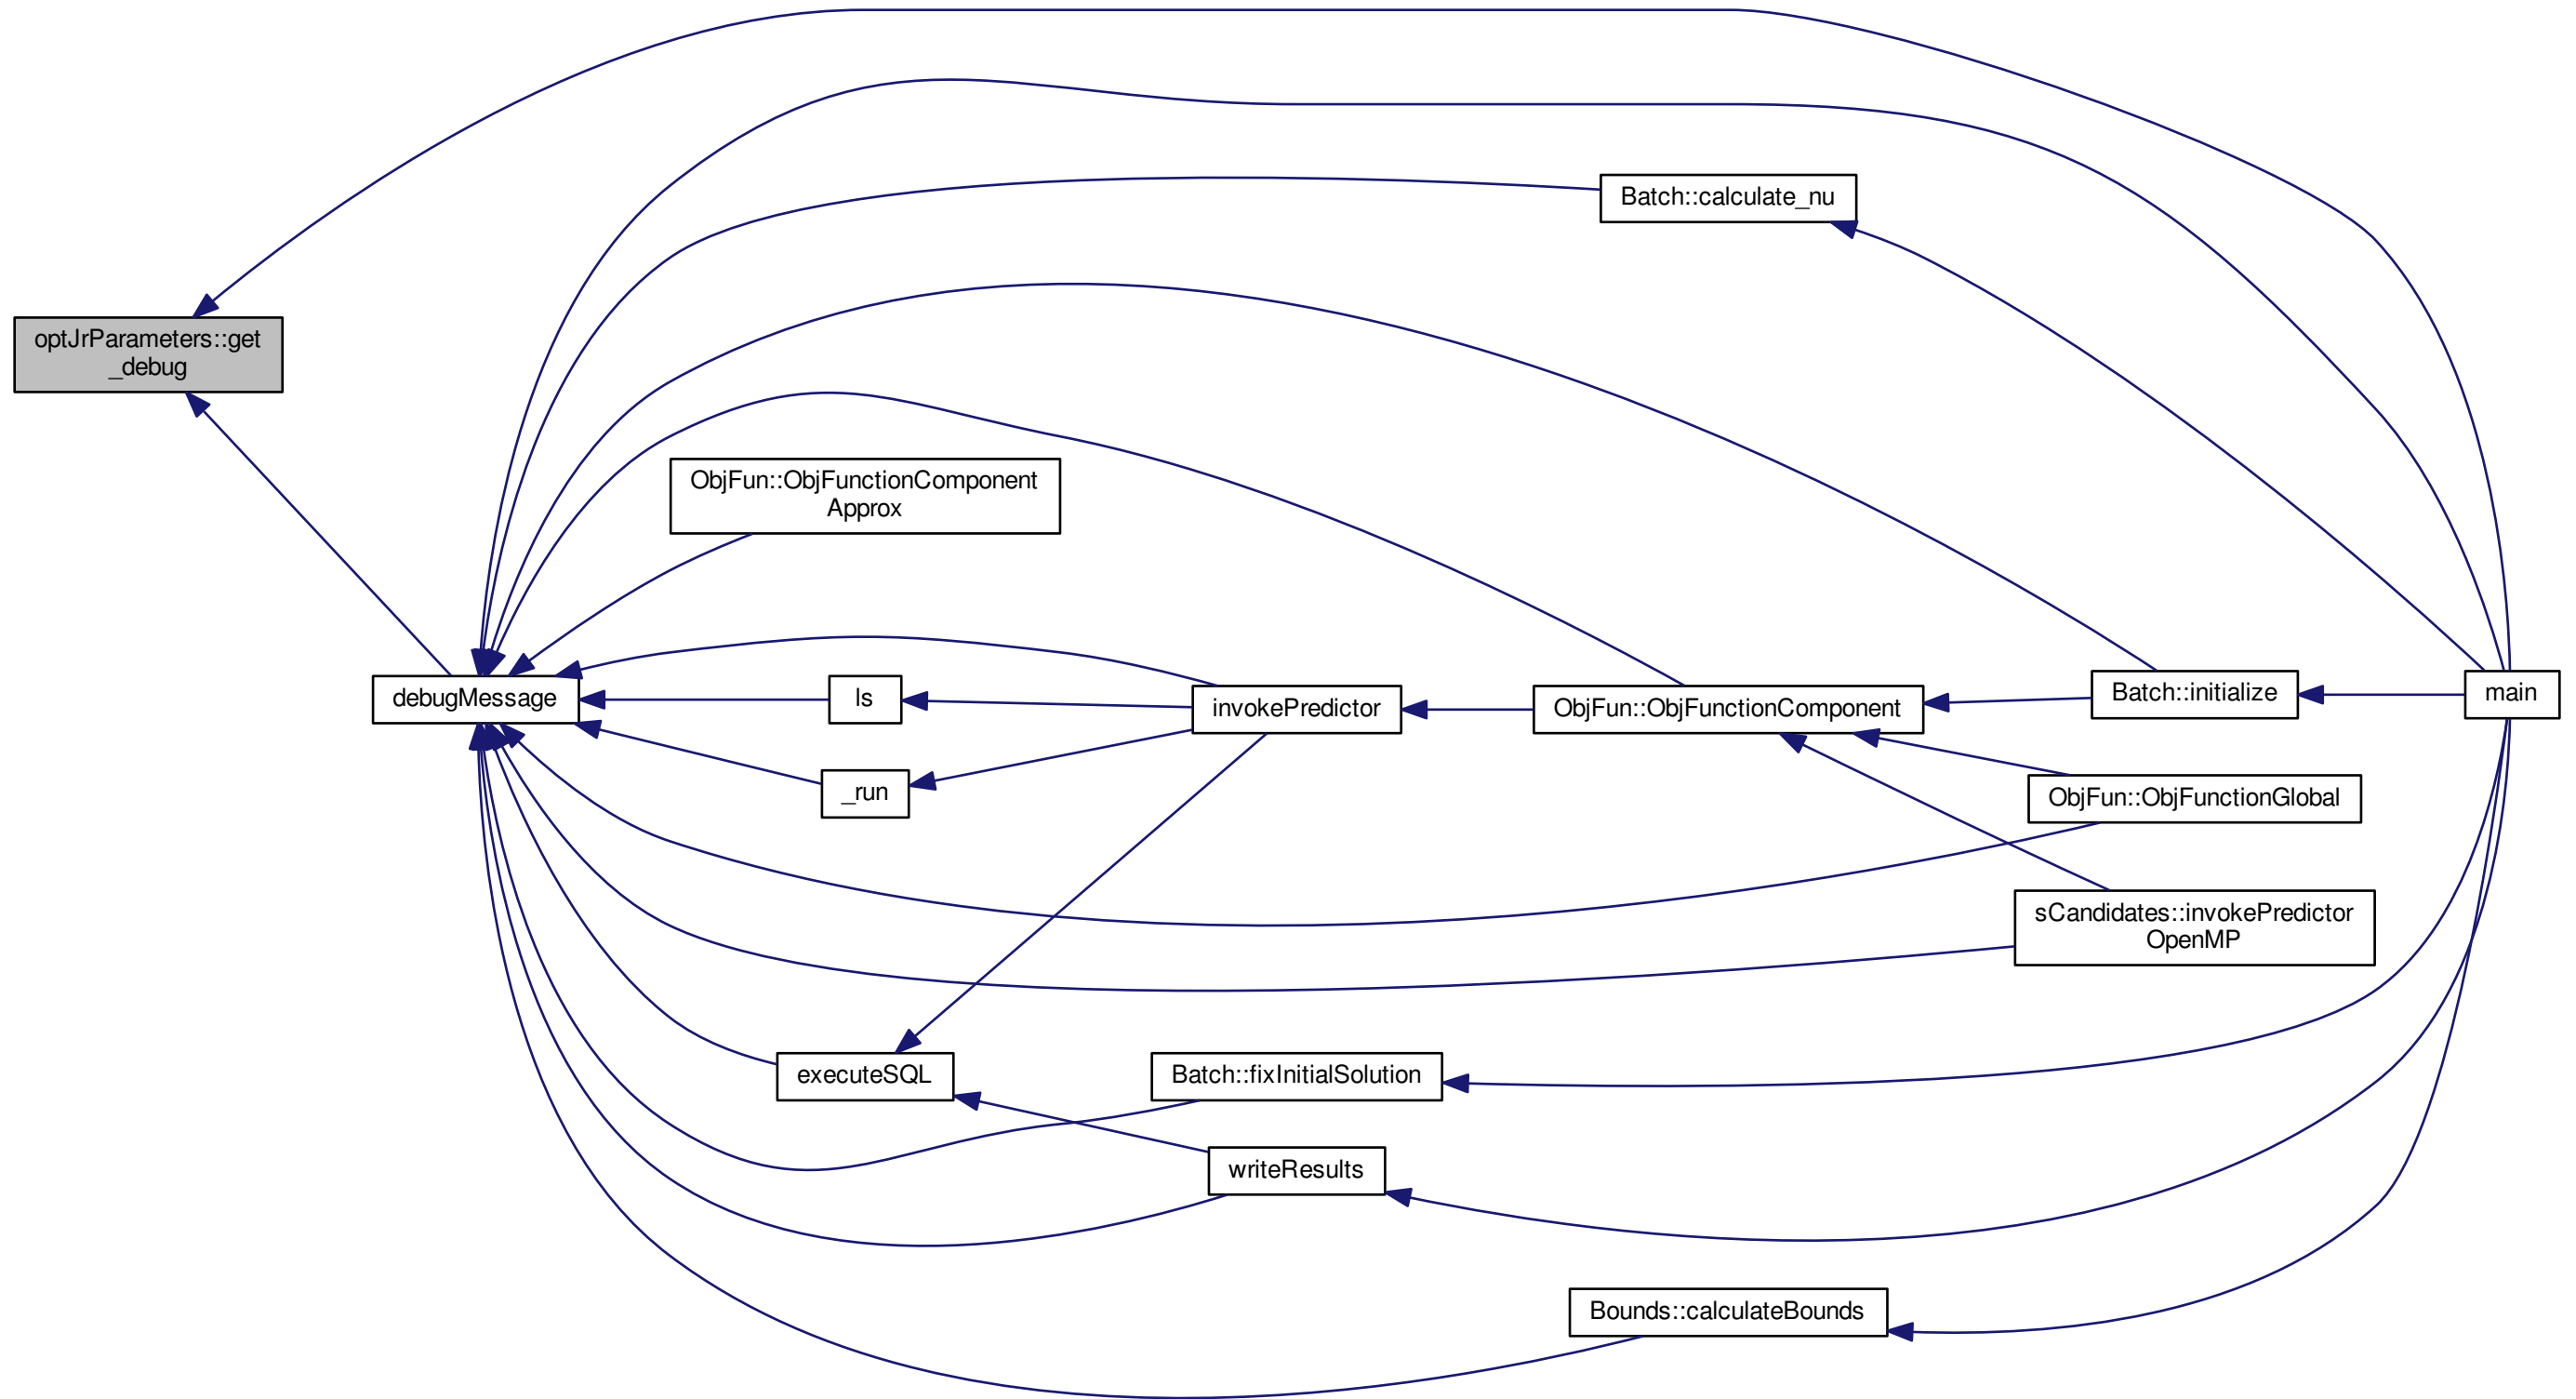 optJrParameters::get
_debug
debugMessage
Batch::calculate_nu
ObjFun::ObjFunctionComponent
Approx
ls
_run
invokePredictor
ObjFun::ObjFunctionComponent
Batch::initialize
main
ObjFun::ObjFunctionGlobal
sCandidates::invokePredictor
OpenMP
executeSQL
Batch::fixInitialSolution
writeResults
Bounds::calculateBounds